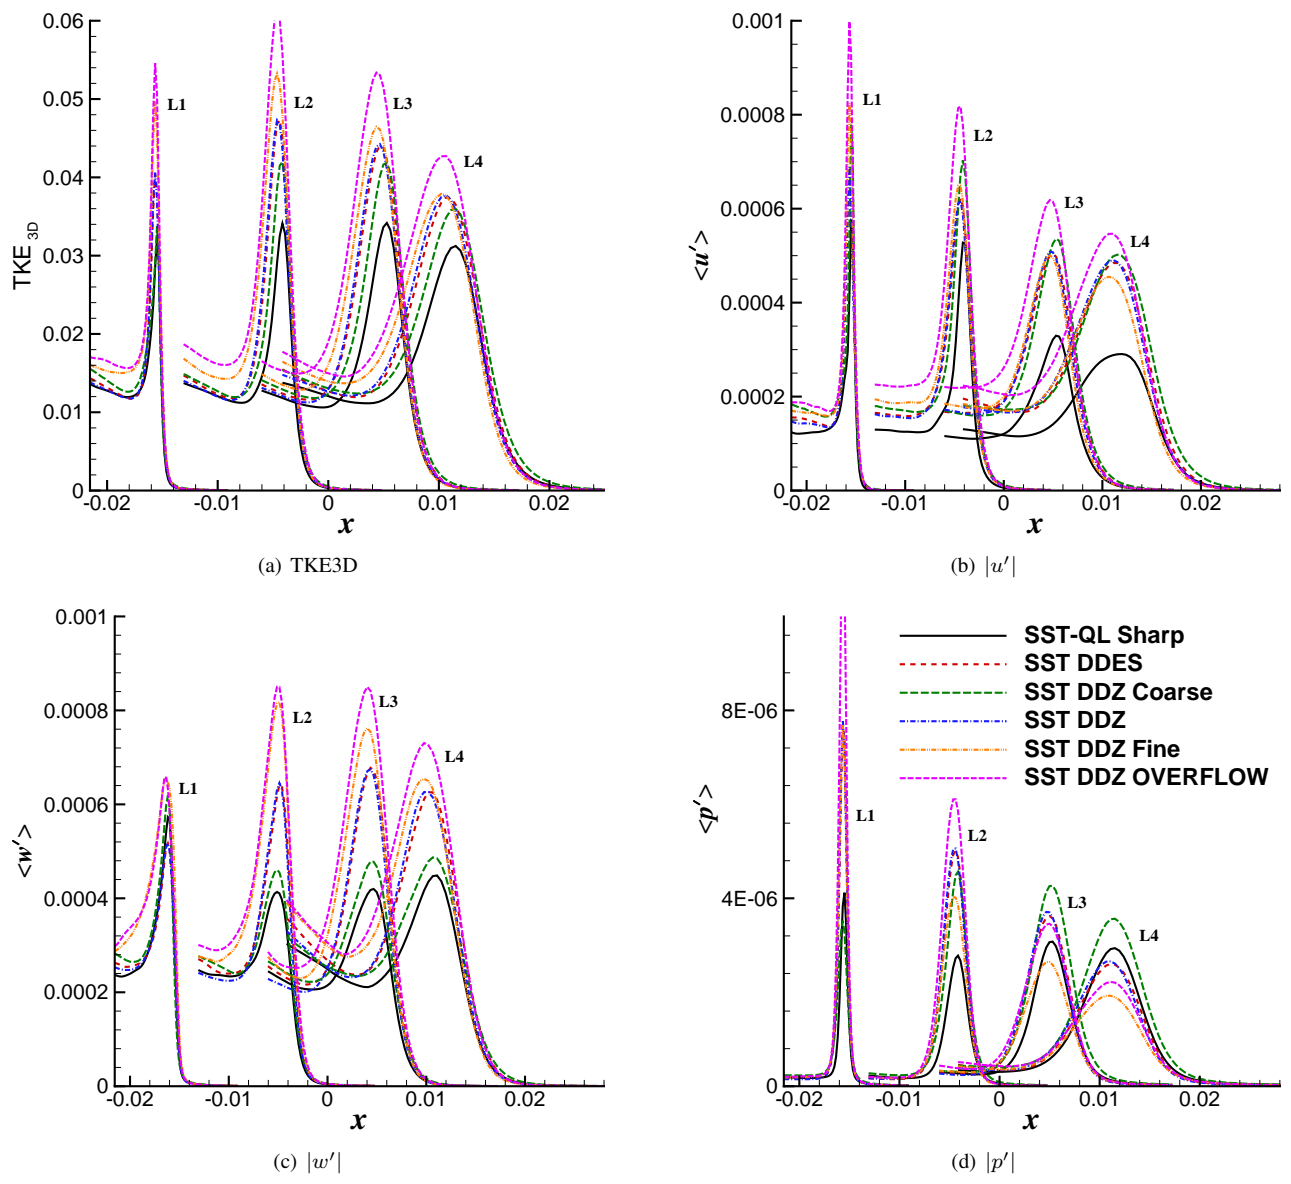 0.06
0.05
0.04
0.03
0.02
0.01
0
TKE 3D
L1
L2
L3
L4
-0.02
-0.01
0
0.01
0.02
x
(a) TKE3D
0.001
0.0008
0.0006
0.0004
0.0002
0
<u'>
L1
L2
L3
L4
-0.02
-0.01
0
0.01
0.02
x
(b) |u′|
0.001
0.0008
0.0006
0.0004
0.0002
0
<w'>
L1
L2
L3
L4
-0.02
-0.01
0
0.01
0.02
x
(c) |w′|
8E-06
4E-06
0
<p'>
SST-QL Sharp
SST DDES
SST DDZ Coarse
SST DDZ
SST DDZ Fine
SST DDZ OVERFLOW
L1
L2
L3
L4
-0.02
-0.01
0
0.01
0.02
x
(d) |p′|